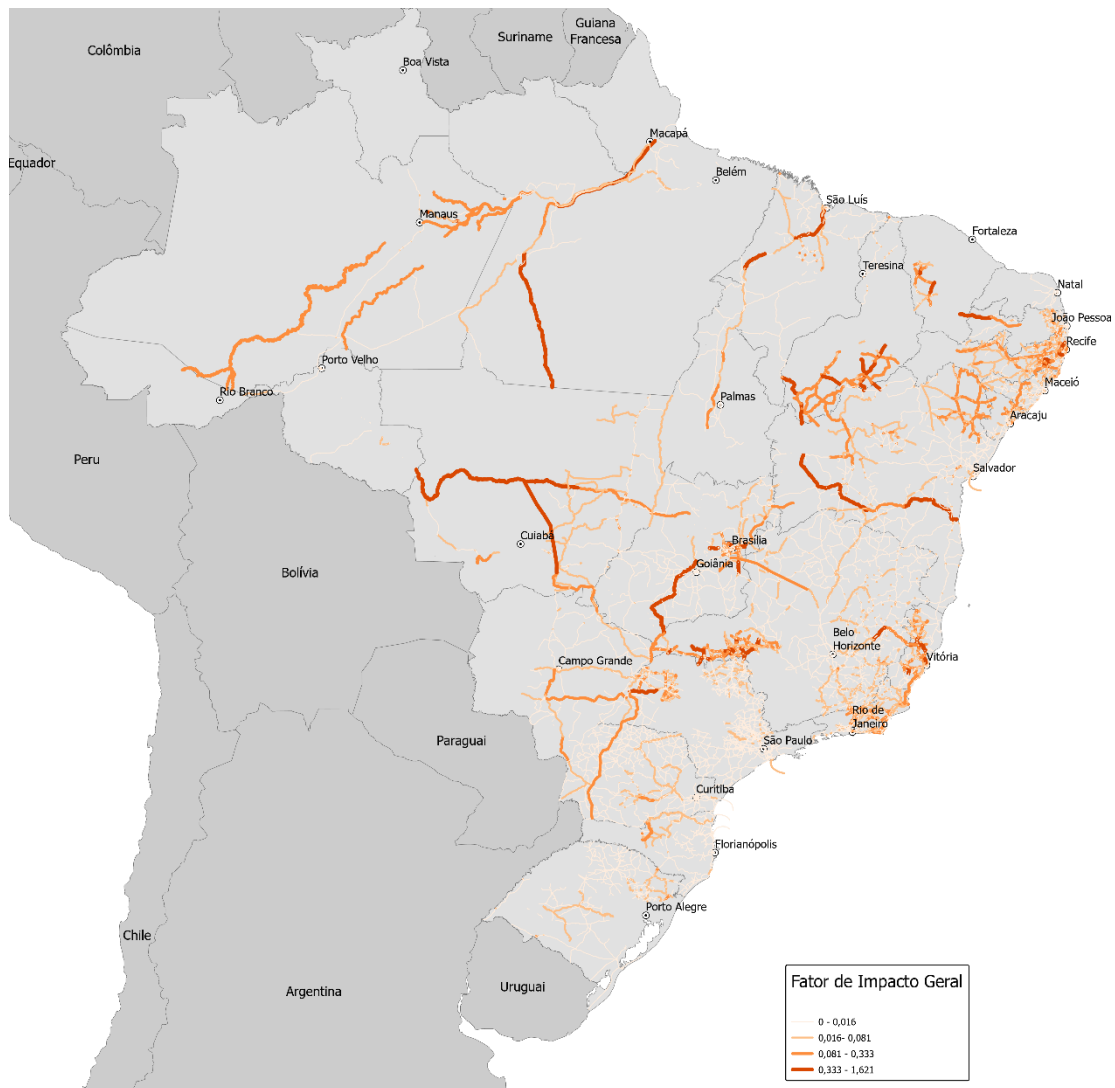 Guiana
Francesa
Suriname
Colômbia
Boa Vista
Macapá
Equador
Belém
São Luís
Manaus
Fortaleza
Teresina
Natal
João Pessoa
Recife
Porto Velho
Maceió
Rio Branco
Palmas
Aracaju
Peru
Salvador
Cuiabá
Brasília
Goiânia
Bolívia
Belo
Horizonte
Vitória
Campo Grande
Rio de
Janeiro
Paraguai
São Paulo
Curitiba
Florianópolis
Porto Alegre
Chile
Argentina
Uruguai
Fator de Impacto Geral
0 - 0,016
0,016- 0,081
0,081 - 0,333
0,333 - 1,621